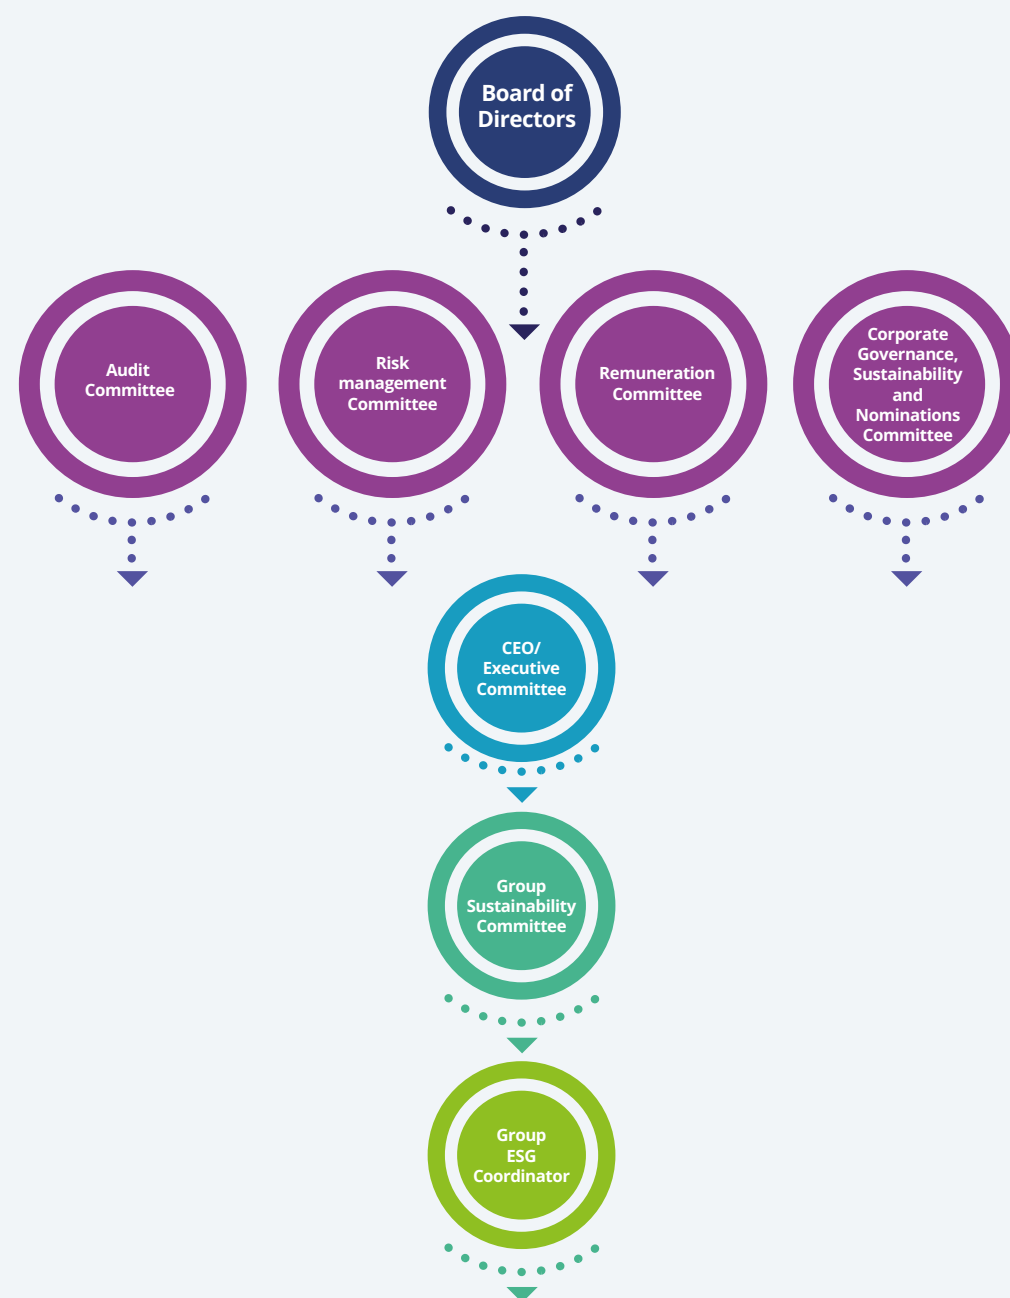 Board of
Directors
Audit
Committee
Risk
management
Committee
Remuneration
Committee
Corporate
Governance,
Sustainability
and
Nominations
Committee
CEO/
Executive
Committee
Group
Sustainability
Committee
Group
ESG
Coordinator